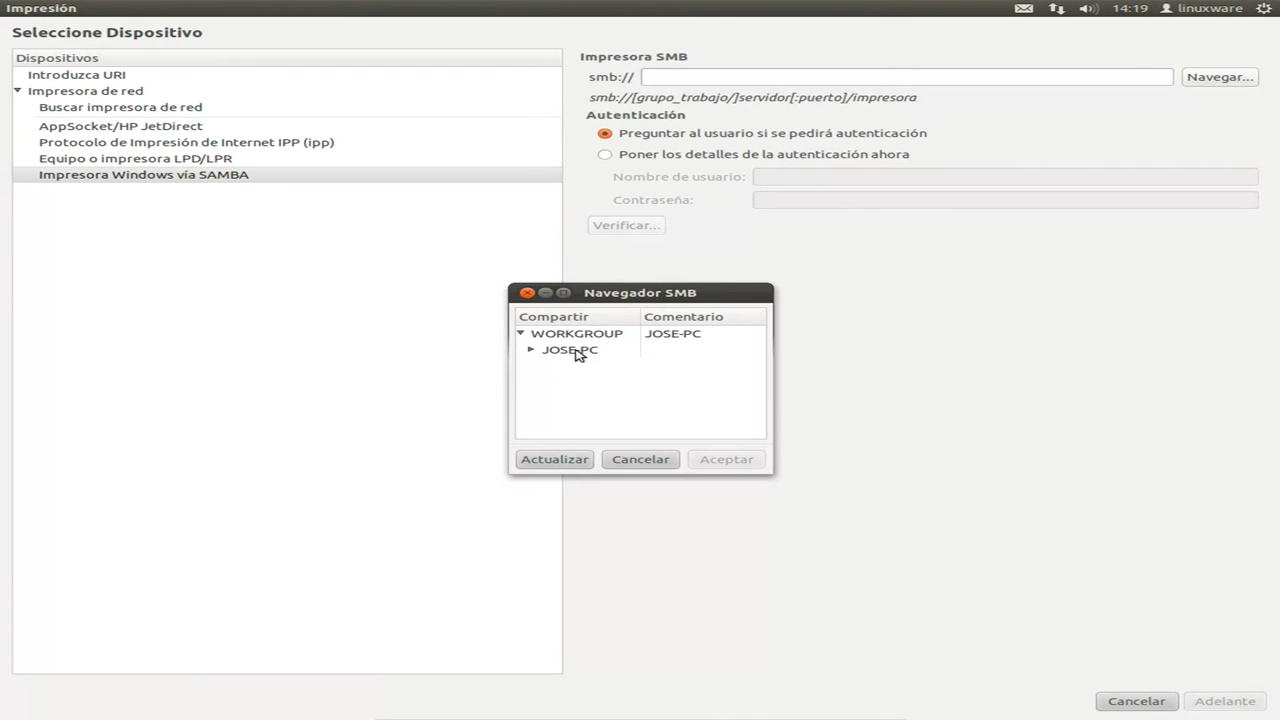 Impresión
14:19 linuxware
Seleccione Dispositivo
Dispositivos
Introduzca URI
Impresora de red
Buscar impresora de red
AppSocket/HP JetDirect
Protocolo de Impresión de Internet IPP (ipp)
Equipo o impresora LPD/LPR
Impresora Windows vía SAMBA
Impresora SMB
smb:// Navegar...
smb://[grupo_trabajo/]servidor[:puerto]/impresora
Autenticación
Preguntar al usuario si se pedirá autenticación
Poner los detalles de la autenticación ahora
Nombre de usuario:
Contraseña:
Verificar...
Navegador SMB
Compartir Comentario
WORKGROUP JOSE-PC
JOSE-PC
Actualizar Cancelar Aceptar
Cancelar Adelante